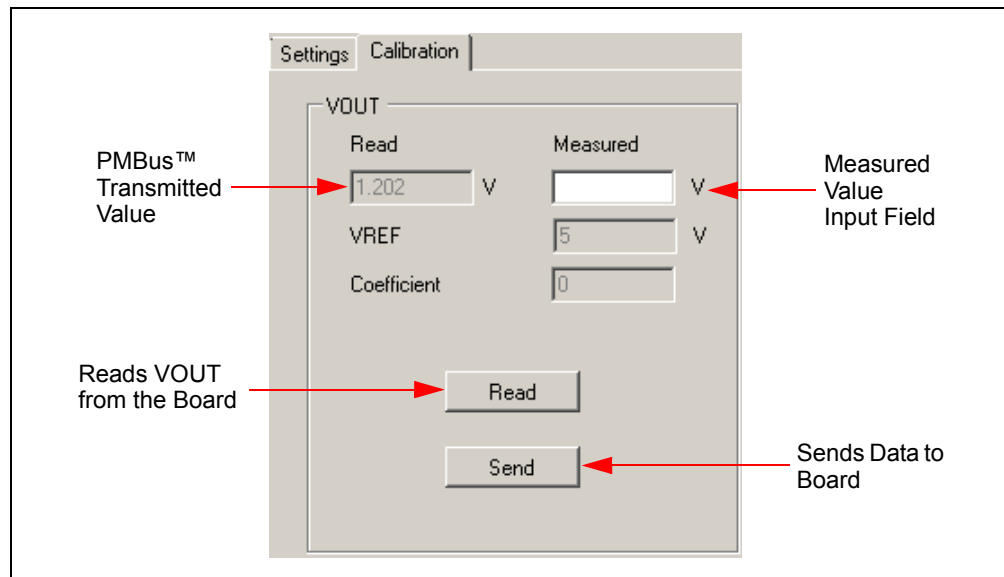 Settings Calibration
VOUT
Read Measured
PMBus™
Transmitted
Value
1.202 V
V
Measured
Value
Input Field
VREF 5 V
Coefficient 0
Reads VOUT
from the Board
Read
Send
Sends Data to
Board